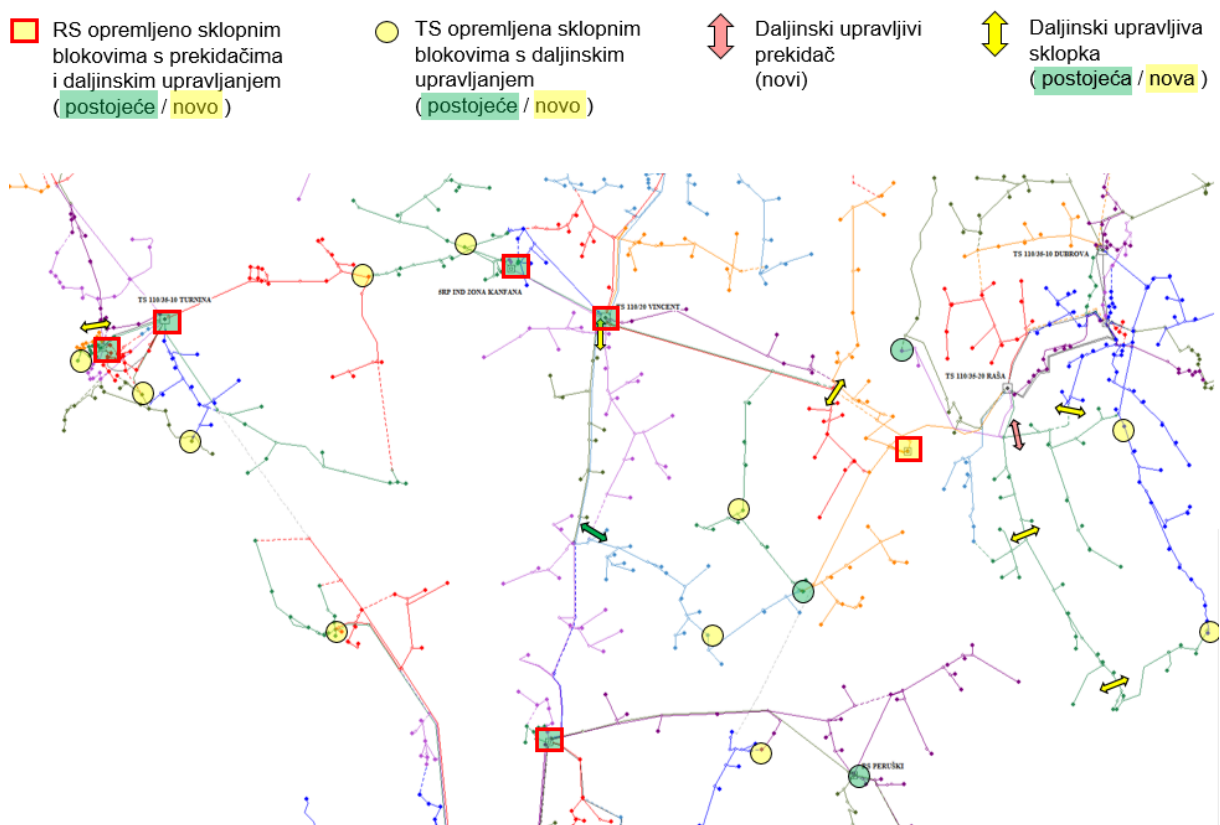 RS opremljeno sklopnim
blokovima s prekidačima
i daljinskim upravljanjem
( postojeće / novo )
TS opremljena sklopnim
blokovima s daljinskim
upravljanjem
( postojeće / novo )
Daljinski upravljivi
prekidač
(novi)
Daljinski upravljiva
sklopka
( postojeća / nova )
TS 110/35-10 DUBROVA
SRP IND ZONA KANFANA
TS 110/35-10 TURNINA
TS 110/20 VINCENT
TS 110/35-20 RAŠA
RS PERUŠKI